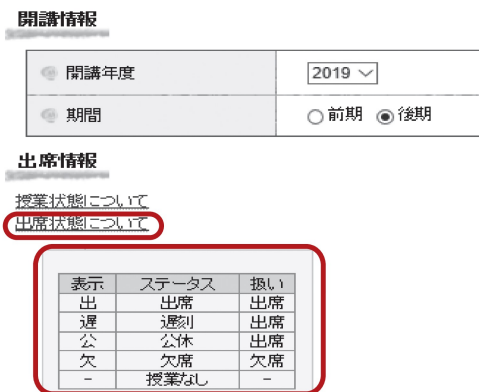 開講情報
開講年度 2019
期間 前期 後期
出席情報
授業状態について
出席状態について
表示 ステータス 扱い
出 出席 出席
遅 遅刻 出席
公 公休 出席
欠 欠席 欠席
- 授業なし -